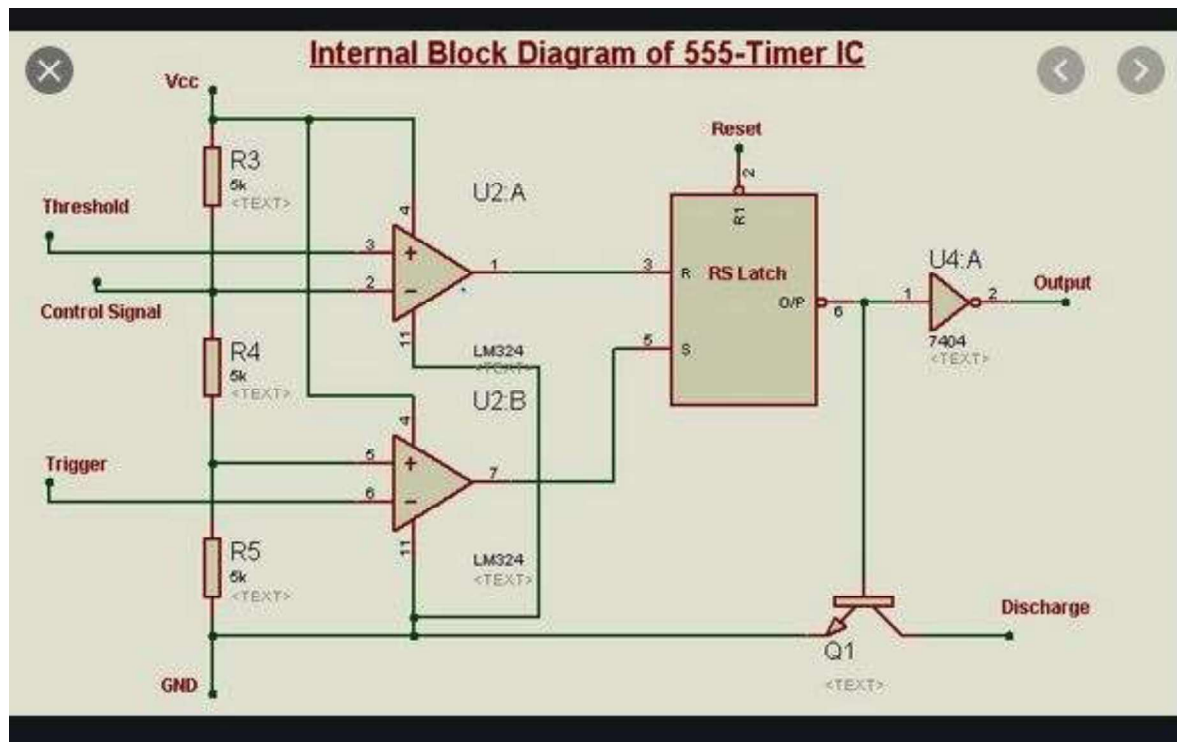 Internal Block Diagram of 555-Timer IC
Vcc
R3
5k
<TEXT>
Threshold
Control Signal
3
2
4
U2:A
1
11
LM324
<TEXT>
Reset
2
R1
3
R
RS Latch
O/P
6
5
S
U4:A
1
2
Output
7404
<TEXT>
R4
5k
<TEXT>
U2:B
4
Trigger
5
6
7
11
LM324
<TEXT>
R5
5k
<TEXT>
Discharge
Q1
<TEXT>
GND